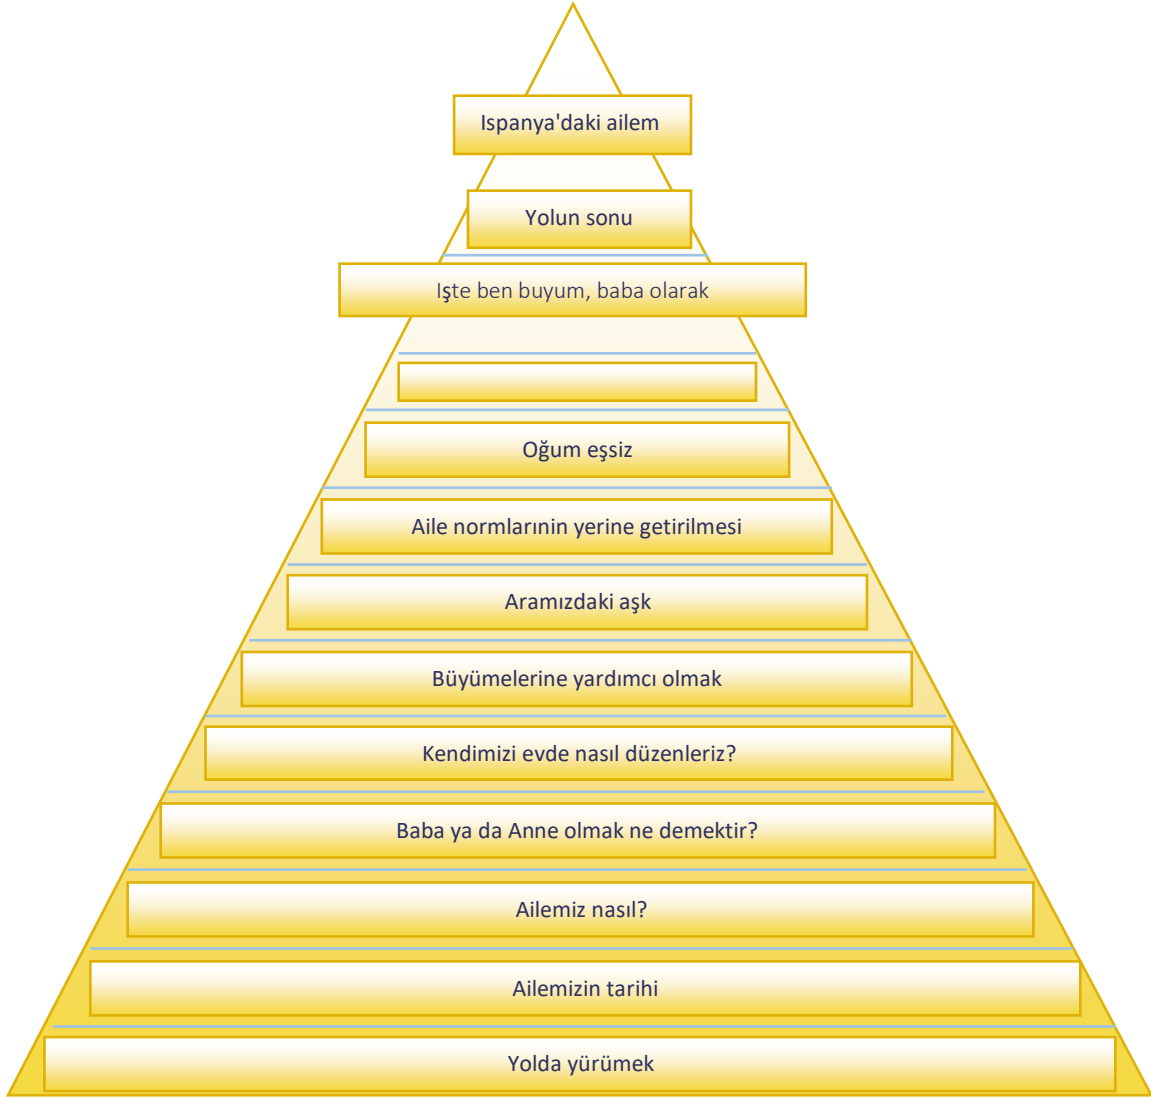 Ispanya'daki ailem
Yolun sonu
Işte ben buyum, baba olarak
Oğum eşsiz
Aile normlarınin yerine getirilmesi
Aramızdaki aşk
Büyümelerine yardımcı olmak
Kendimizi evde nasıl düzenleriz?
Baba ya da Anne olmak ne demektir?
Ailemiz nasıl?
Ailemizin tarihi
Yolda yürümek